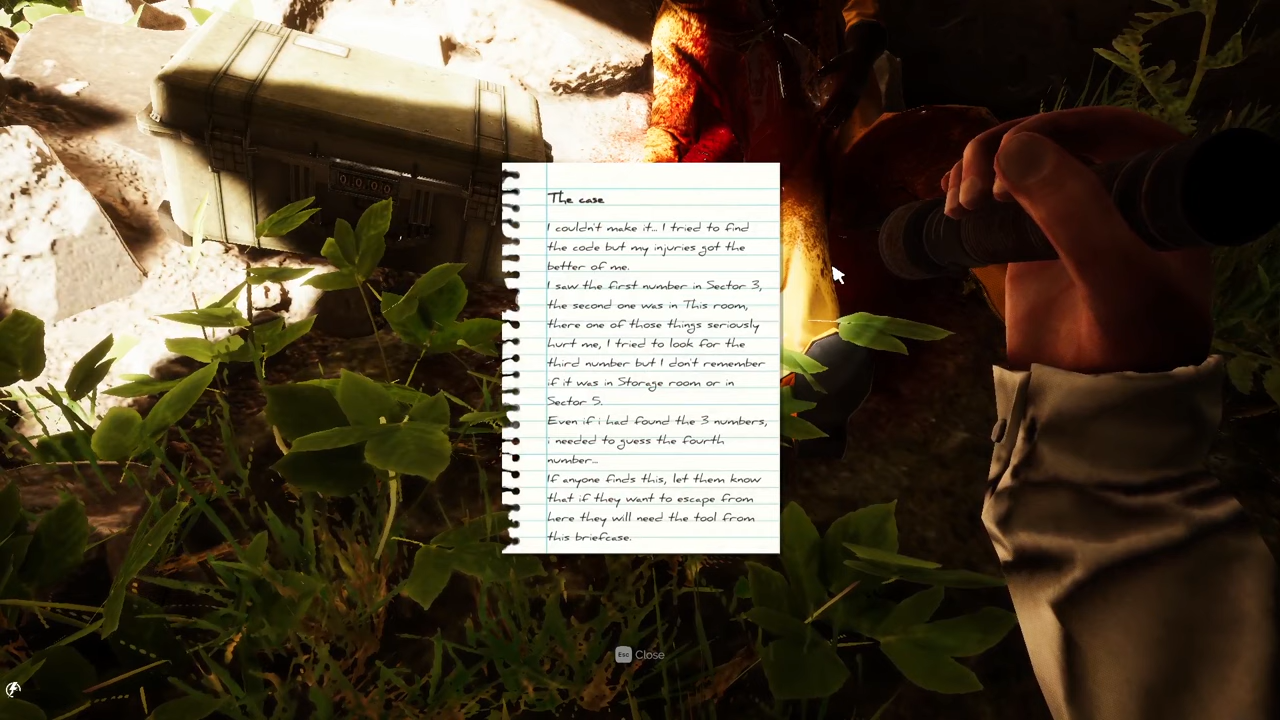 0000
The case
I couldn't make it... I tried to find
the code but my injuries got the
better of me.
I saw the first number in Sector 3,
the second one was in This room,
there one of those things seriously
hurt me, I tried to look for the
third number but I don't remember
if it was in Storage room or in
Sector 5.
Even if i had found the 3 numbers,
i needed to guess the fourth
number...
If anyone finds this, let them know
that if they want to escape from
here they will need the tool from
this briefcase.
Esc Close